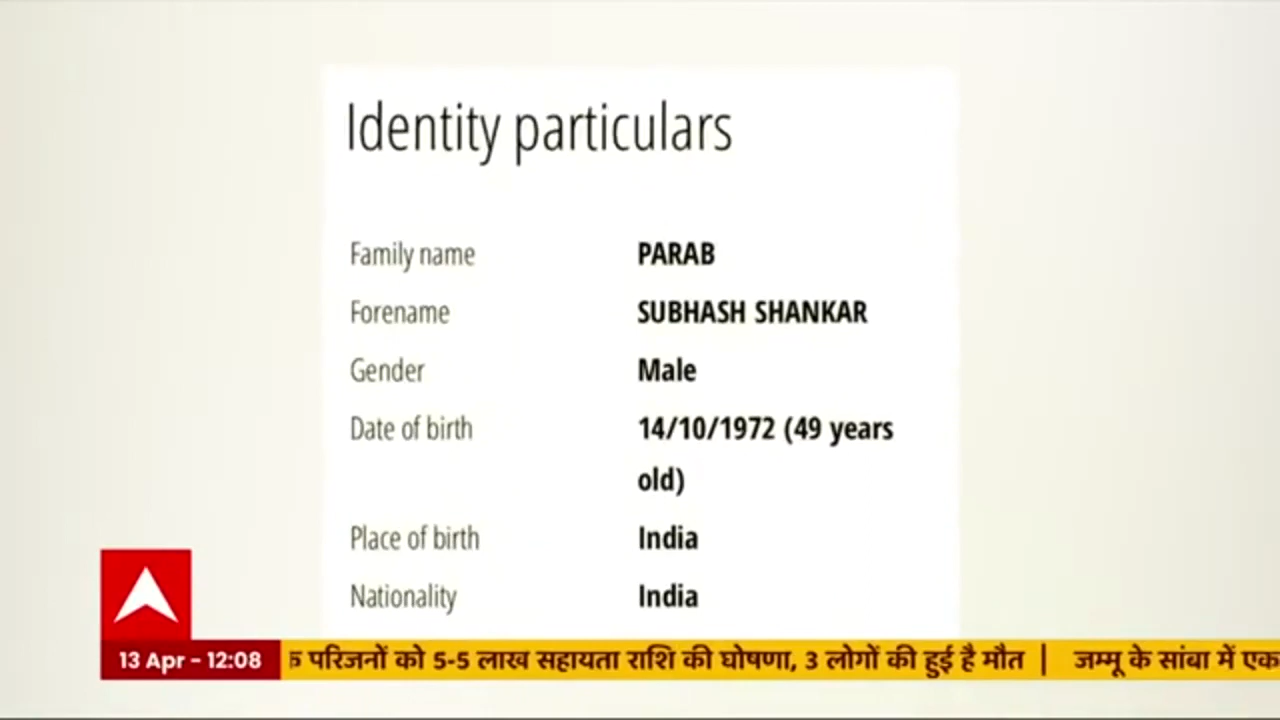 Identity particulars
Family name PARAB
Forename SUBHASH SHANKAR
Gender Male
Date of birth 14/10/1972 (49 years
old)
Place of birth India
Nationality India
13 Apr - 12:08 परिजनों को 5-5 लाख सहायता राशि की घोषणा, 3 लोगों की हुई है मौत | जम्मू के सांबा में एक